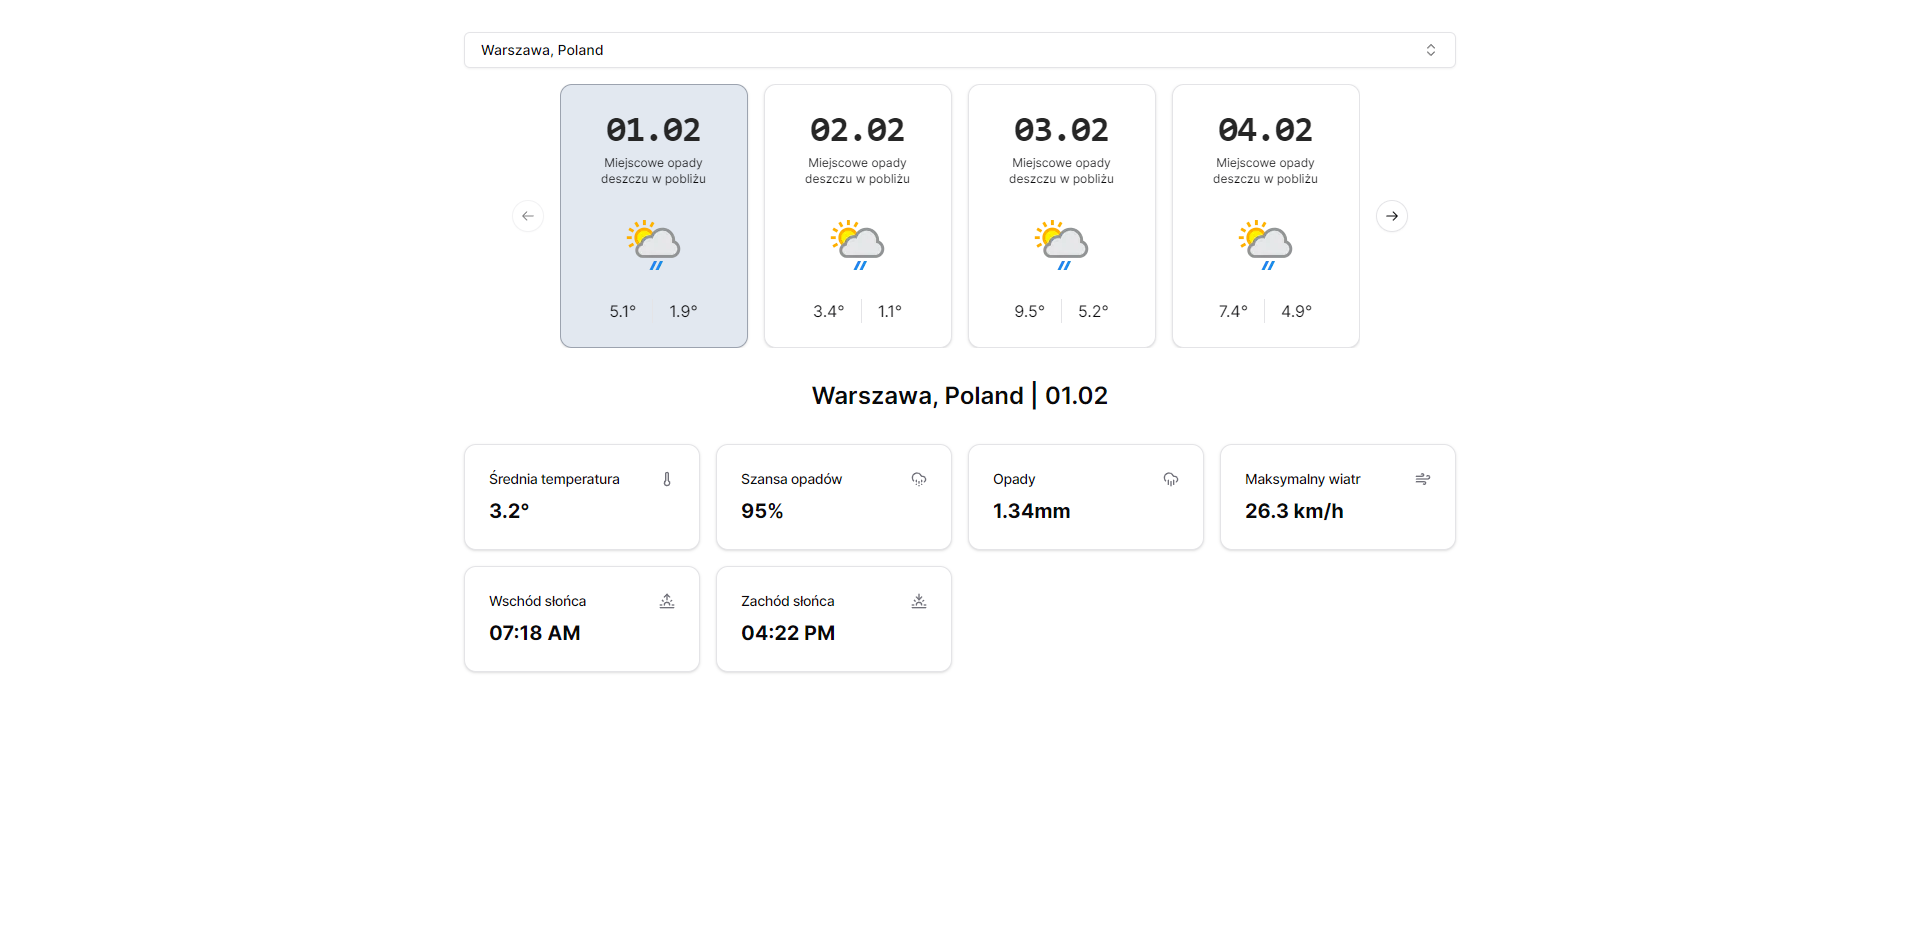 Warszawa, Poland
01.02
Miejscowe opady
deszczu w pobliżu
5.1° 1.9°
02.02
Miejscowe opady
deszczu w pobliżu
3.4° 1.1°
03.02
Miejscowe opady
deszczu w pobliżu
9.5° 5.2°
04.02
Miejscowe opady
deszczu w pobliżu
7.4° 4.9°
Warszawa, Poland | 01.02
Średnia temperatura
3.2°
Szansa opadów
95%
Opady
1.34mm
Maksymalny wiatr
26.3 km/h
Wschód słońca
07:18 AM
Zachód słońca
04:22 PM